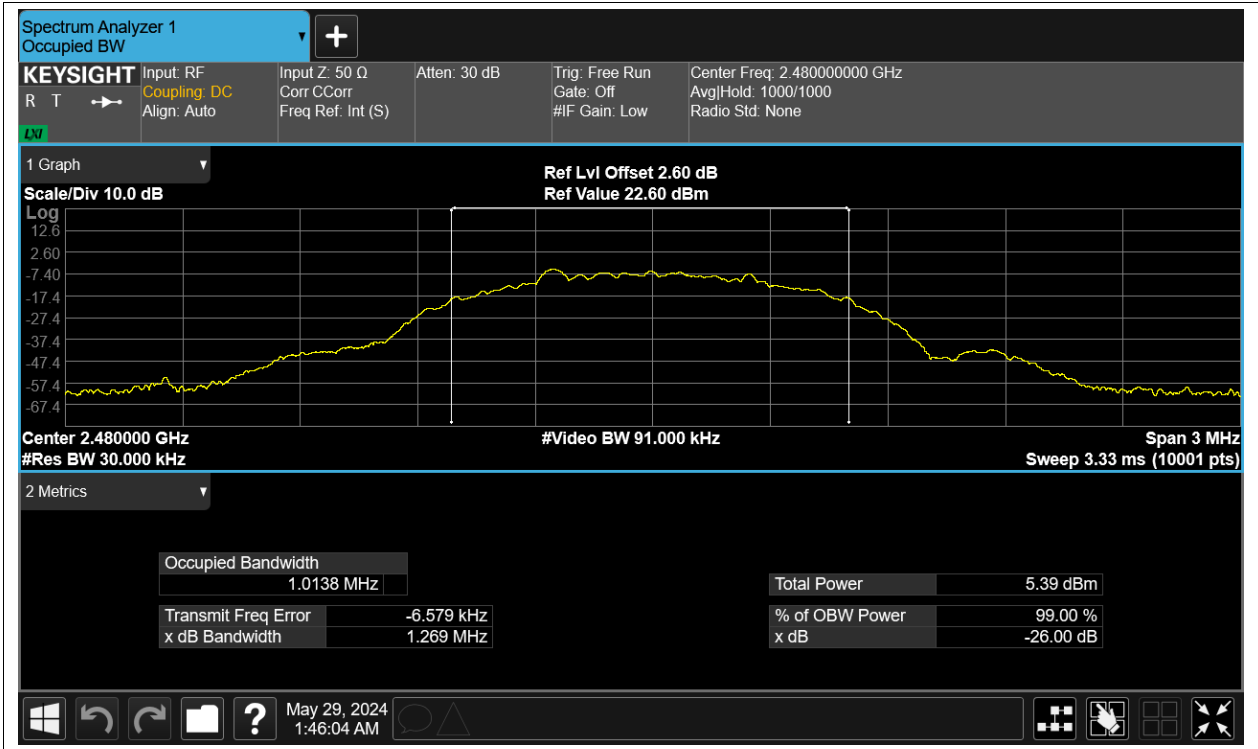 Spectrum Analyzer 1
Occupied BW
▼
+
KEYSIGHT
R T
LXI
Input: RF
Coupling: DC
Align: Auto
Input Z: 50 Ω
Corr CCorr
Freq Ref: Int (S)
Atten: 30 dB
Trig: Free Run
Gate: Off
#IF Gain: Low
Center Freq: 2.480000000 GHz
Avg|Hold: 1000/1000
Radio Std: None
1 Graph ▼
Ref Lvl Offset 2.60 dB
Scale/Div 10.0 dB
Ref Value 22.60 dBm
Log
12.6
2.60
-7.40
-17.4
-27.4
-37.4
-47.4
-57.4
-67.4
Center 2.480000 GHz
#Video BW 91.000 kHz
Span 3 MHz
#Res BW 30.000 kHz
Sweep 3.33 ms (10001 pts)
2 Metrics ▼
Occupied Bandwidth
1.0138 MHz
Total Power 5.39 dBm
Transmit Freq Error -6.579 kHz
% of OBW Power 99.00 %
x dB Bandwidth 1.269 MHz
x dB -26.00 dB
?
May 29, 2024
1:46:04 AM